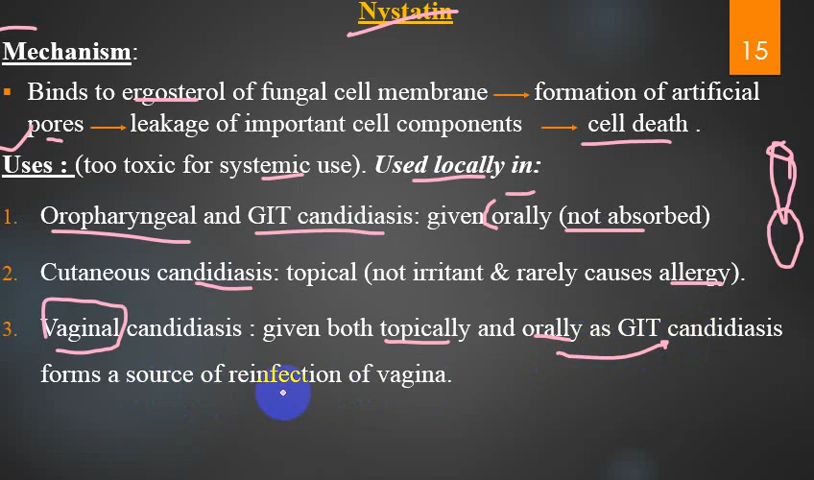 Nystatin
15
Mechanism:
▪ Binds to ergosterol of fungal cell membrane → formation of artificial
pores → leakage of important cell components → cell death .
Uses : (too toxic for systemic use). Used locally in:
1. Oropharyngeal and GIT candidiasis: given orally (not absorbed)
2. Cutaneous candidiasis: topical (not irritant & rarely causes allergy).
3. Vaginal candidiasis : given both topically and orally as GIT candidiasis
forms a source of reinfection of vagina.